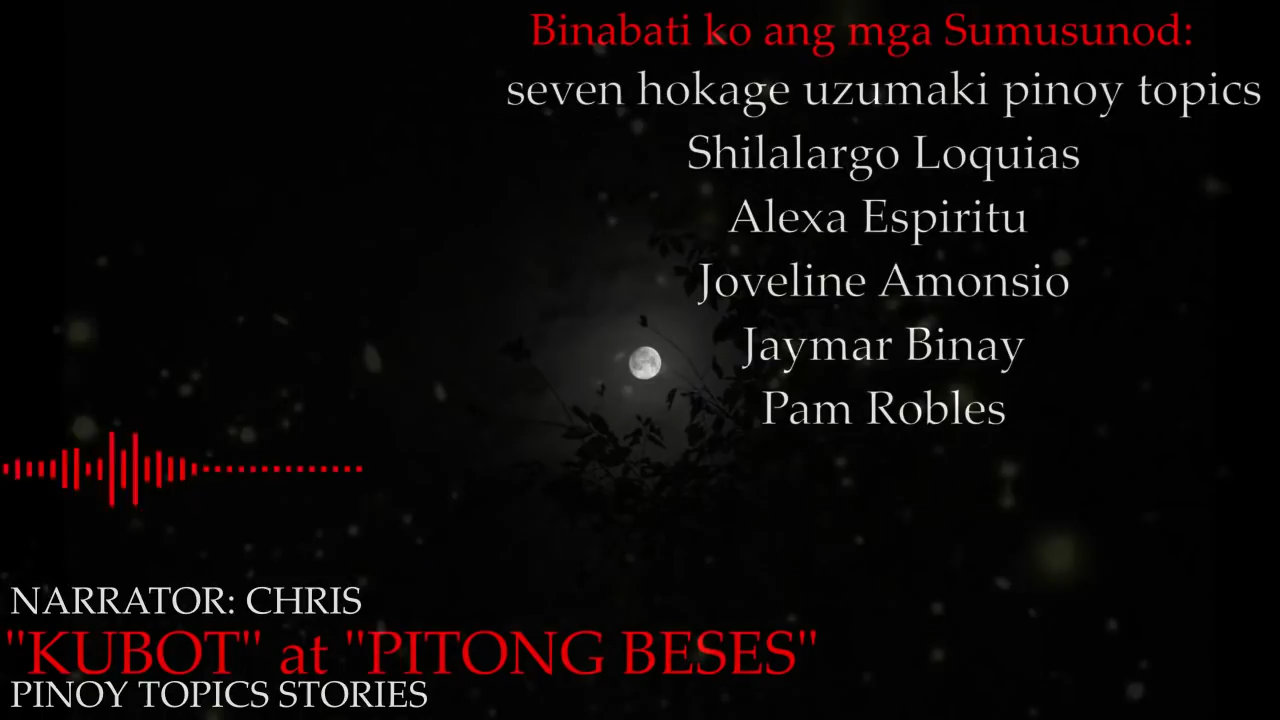 Binabati ko ang mga Sumusunod:
seven hokage uzumaki pinoy topics
Shilalargo Loquias
Alexa Espiritu
Joveline Amonsio
Jaymar Binay
Pam Robles
NARRATOR: CHRIS
"KUBOT" at "PITONG BESES"
PINOY TOPICS STORIES